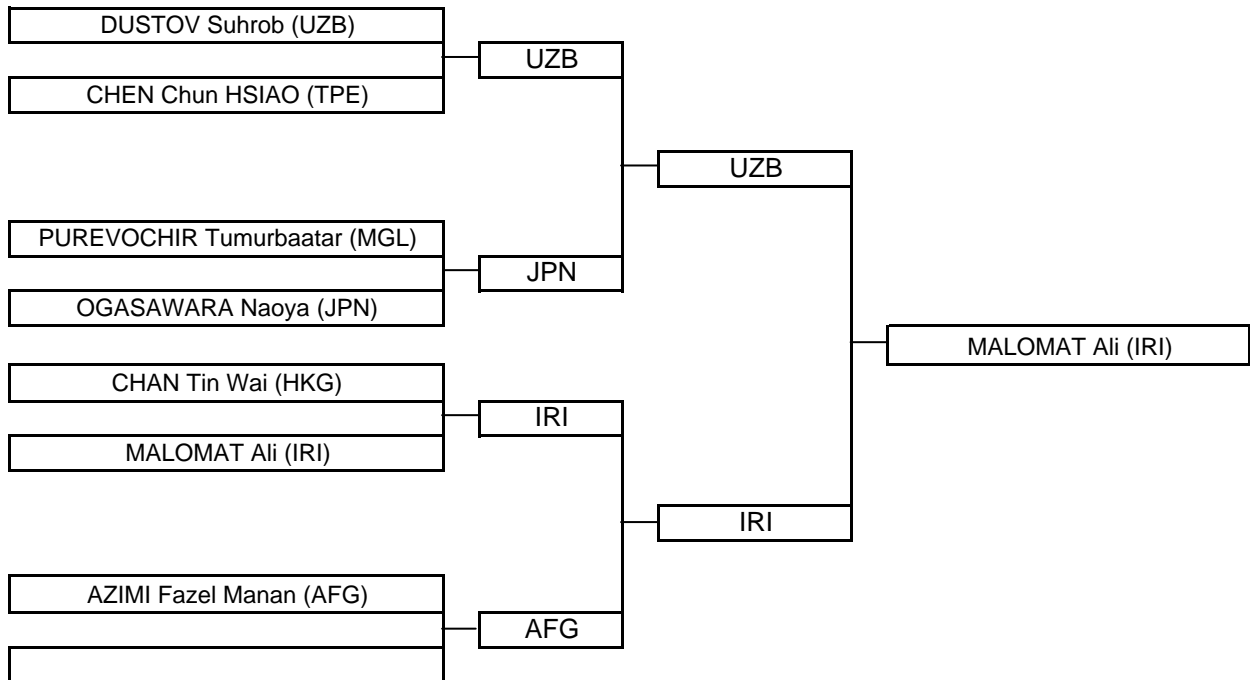 DUSTOV Suhrob (UZB)
UZB
CHEN Chun HSIAO (TPE)
UZB
PUREVOCHIR Tumurbaatar (MGL)
JPN
OGASAWARA Naoya (JPN)
MALOMAT Ali (IRI)
CHAN Tin Wai (HKG)
IRI
MALOMAT Ali (IRI)
IRI
AZIMI Fazel Manan (AFG)
AFG